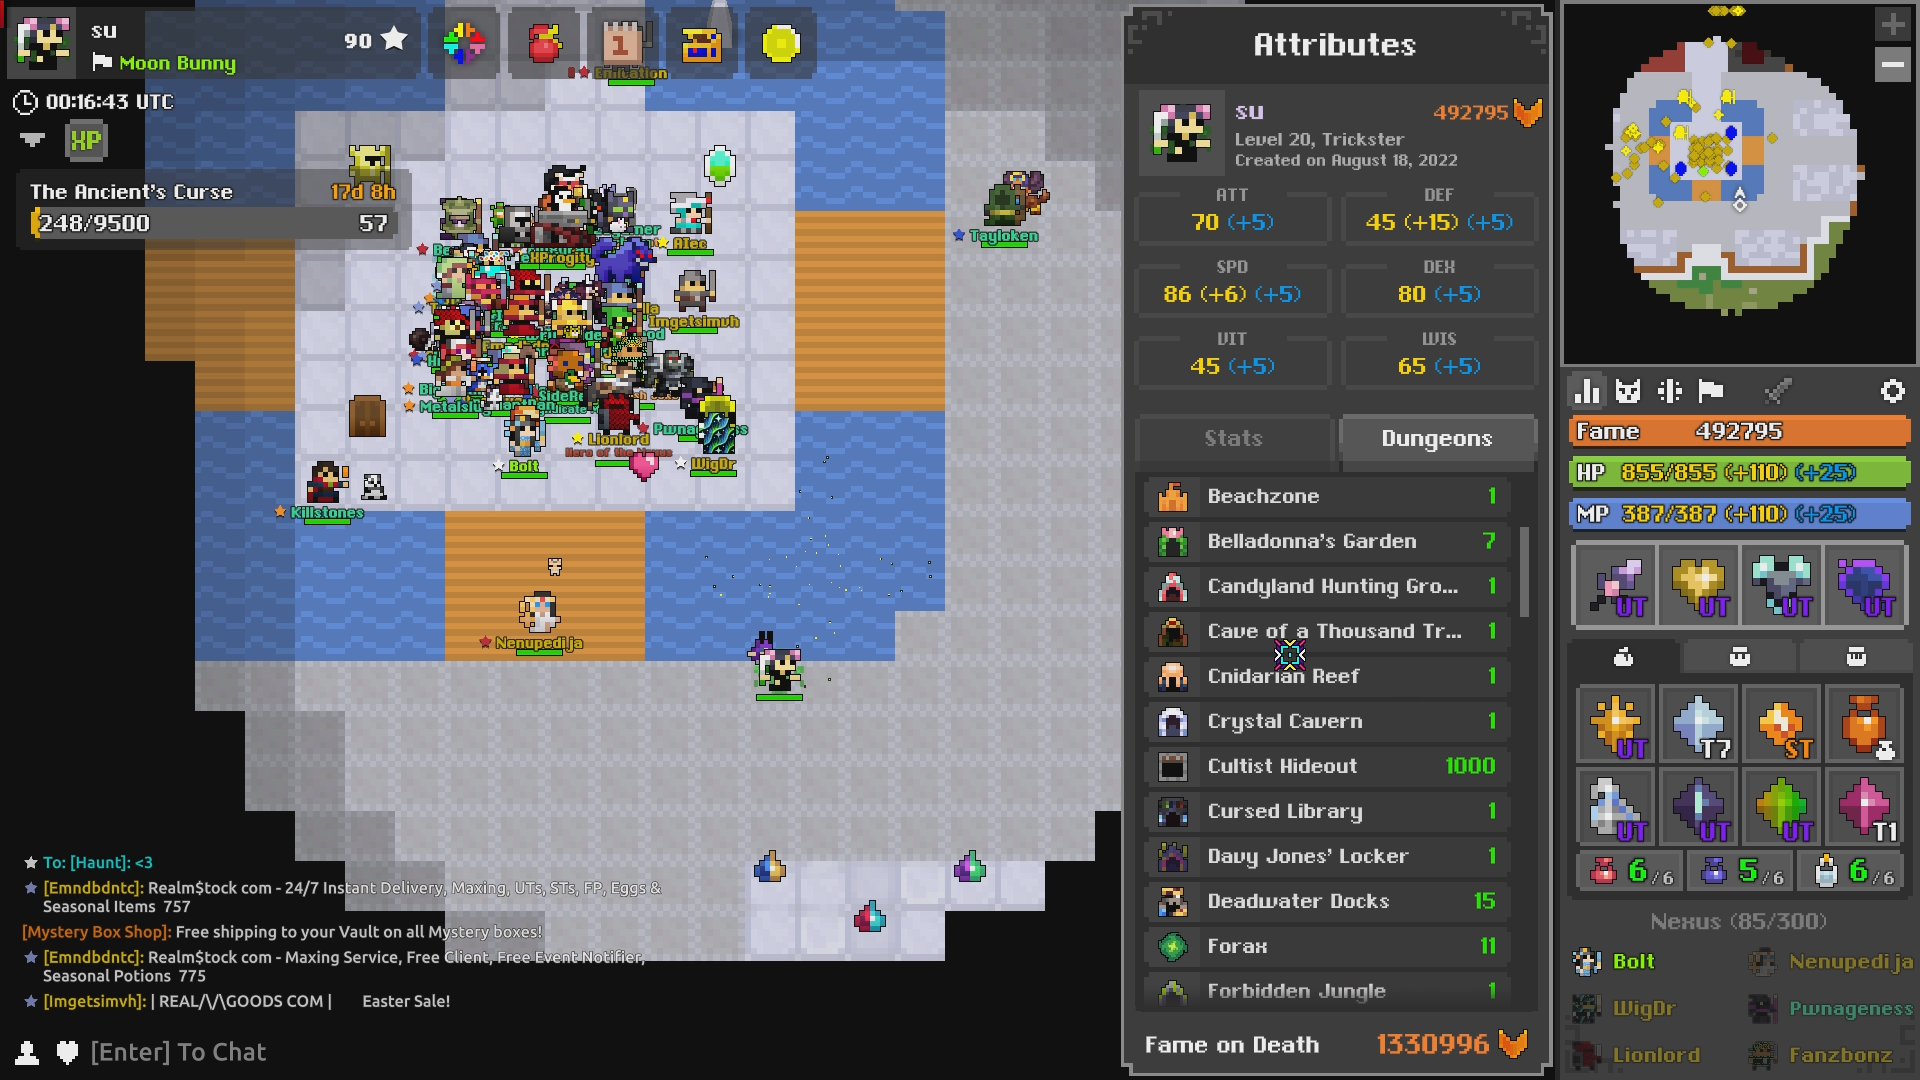 su
90
Moon Bunny
00:16:43 UTC
XP
The Ancient's Curse 17d 8h
248/9500 57
1
Tayloken
Alec
XProgity
Imgetsimvh
SideRe
Metalsi
Lionlord
Bolt
WigDr
Killstones
Nenupedija
To: [Haunt]: <3
[Emndbdntc]: Realm$tock com - 24/7 Instant Delivery, Maxing, UTs, STs, FP, Eggs &
Seasonal Items 757
[Mystery Box Shop]: Free shipping to your Vault on all Mystery boxes!
[Emndbdntc]: Realm$tock com - Maxing Service, Free Client, Free Event Notifier,
Seasonal Potions 775
[Imgetsimvh]: | REAL/\/\GOODS COM | Easter Sale!
[Enter] To Chat
Attributes
su 492795
Level 20, Trickster
Created on August 18, 2022
ATT DEF
70 (+5) 45 (+15) (+5)
SPD DEX
86 (+6) (+5) 80 (+5)
VIT WIS
45 (+5) 65 (+5)
Stats Dungeons
Beachzone 1
Belladonna's Garden 7
Candyland Hunting Gro... 1
Cave of a Thousand Tr... 1
Cnidarian Reef 1
Crystal Cavern 1
Cultist Hideout 1000
Cursed Library 1
Davy Jones' Locker 1
Deadwater Docks 15
Forax 11
Forbidden Jungle 1
Fame on Death 1330996
Fame 492795
HP 855/855 (+110) (+25)
MP 387/387 (+110) (+25)
UT UT UT UT
UT T7 ST
UT UT UT T1
6/6 5/6 6/6
Nexus (85/300)
Bolt Nenupedija
WigDr Pwnageness
Lionlord Fanzbonz